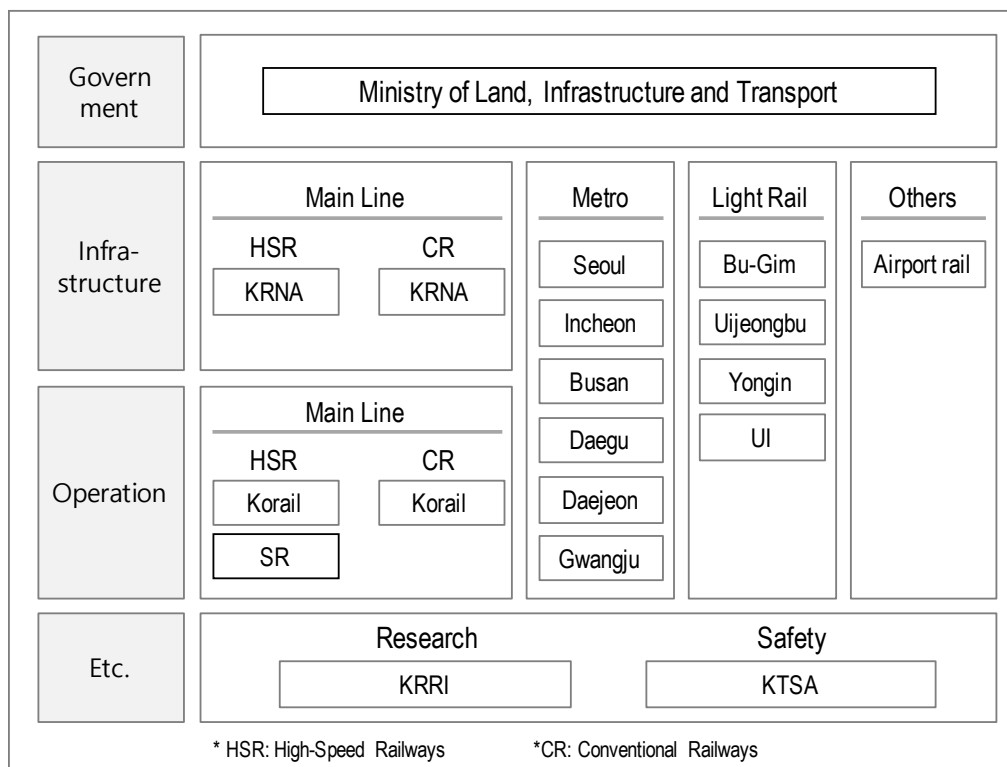 Govern
ment
Ministry of Land, Infrastructure and Transport
Infra-
structure
Main Line
HSR
CR
KRNA
KRNA
Metro
Seoul
Incheon
Busan
Daegu
Daejeon
Gwangju
Light Rail
Bu-Gim
Uijeongbu
Yongin
UI
Others
Airport rail
Operation
Main Line
HSR
CR
Korail
Korail
SR
Etc.
Research
KRRI
Safety
KTSA
* HSR: High-Speed Railways
*CR: Conventional Railways